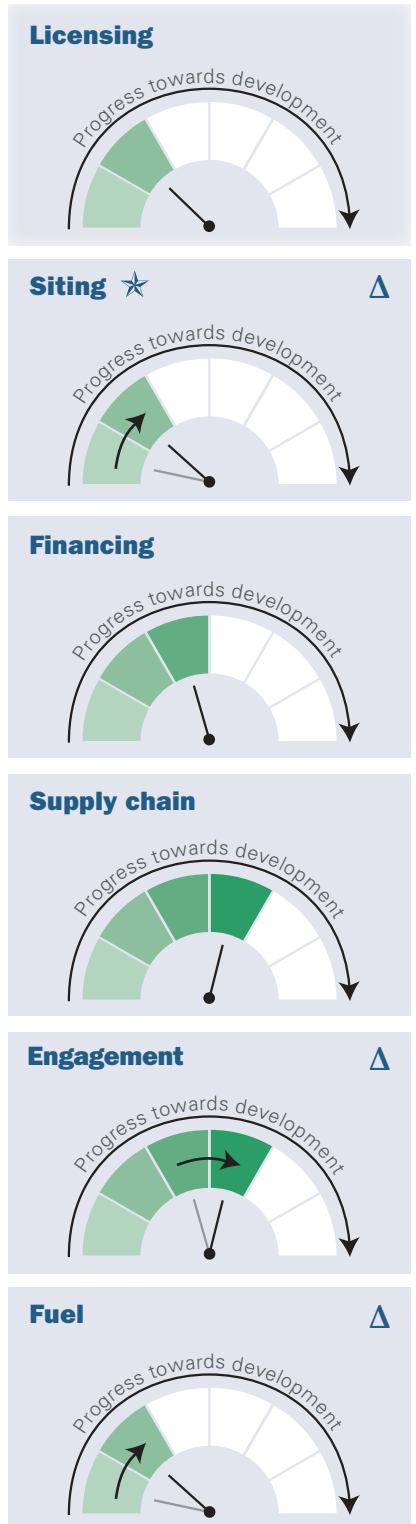 Licensing
Progress towards development
Siting Δ
Progress towards development
Financing
Progress towards development
Supply chain
Progress towards development
Engagement Δ
Progress towards development
Fuel Δ
Progress towards development